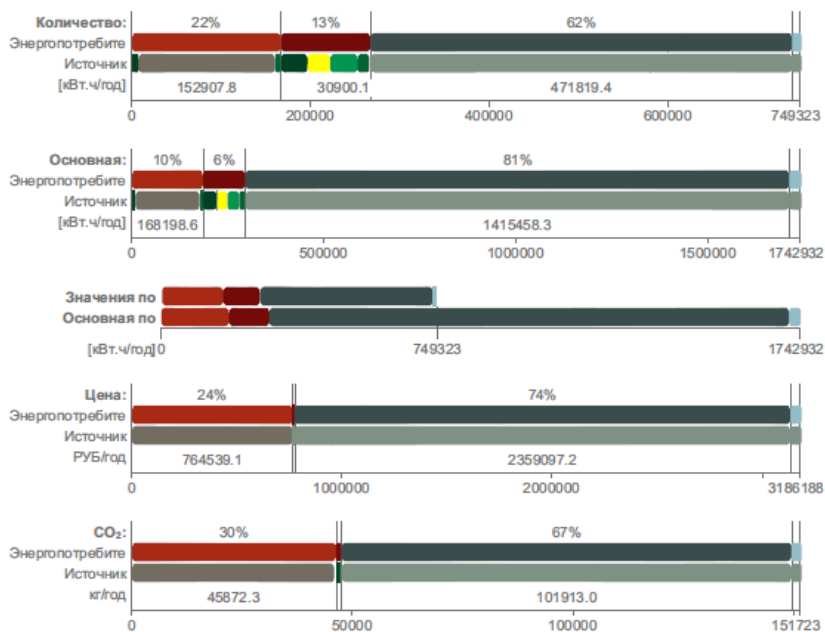 Количество: 22% 13% 62%
Энергопотребите
Источник
[кВт.ч/год] 152907.8 30900.1 471819.4
0 200000 400000 600000 749323
Основная: 10% 6% 81%
Энергопотребите
Источник
[кВт.ч/год] 168198.6 1415458.3
0 500000 1000000 1500000 1742932
Значения по
Основная по
[кВт.ч/год] 0 749323 1742932
Цена: 24% 74%
Энергопотребите
Источник
РУБ/год 764539.1 2359097.2
0 1000000 2000000 3186188
CO₂: 30% 67%
Энергопотребите
Источник
кг/год 45872.3 101913.0
0 50000 100000 151723